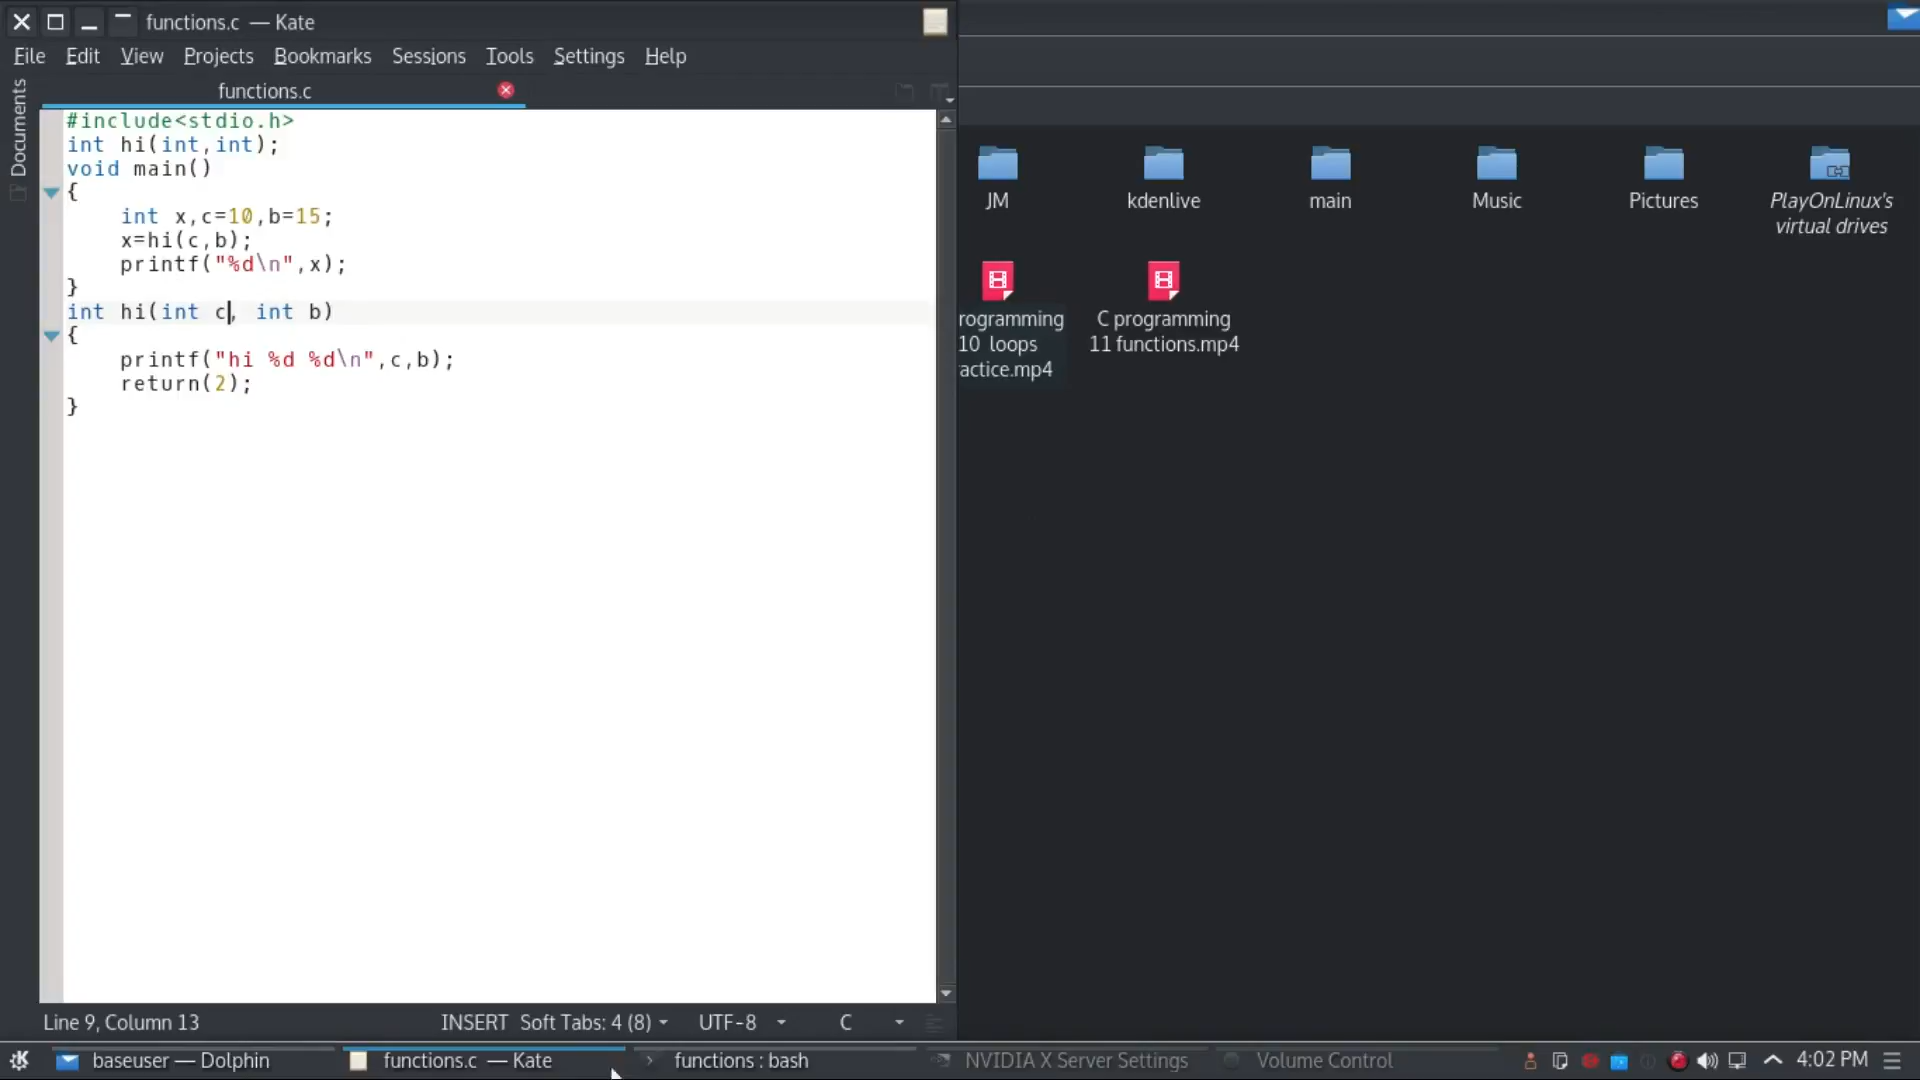 functions.c — Kate
File Edit View Projects Bookmarks Sessions Tools Settings Help
Documents
functions.c
#include<stdio.h>
int hi(int,int);
void main()
{
int x,c=10,b=15;
x=hi(c,b);
printf("%d\n",x);
}
int hi(int c, int b)
{
printf("hi %d %d\n",c,b);
return(2);
}
JM
kdenlive
main
Music
Pictures
PlayOnLinux's
virtual drives
rogramming
10 loops
actice.mp4
C programming
11 functions.mp4
Line 9, Column 13 INSERT Soft Tabs: 4 (8) UTF-8 C
baseuser — Dolphin functions.c — Kate functions : bash NVIDIA X Server Settings Volume Control 4:02 PM